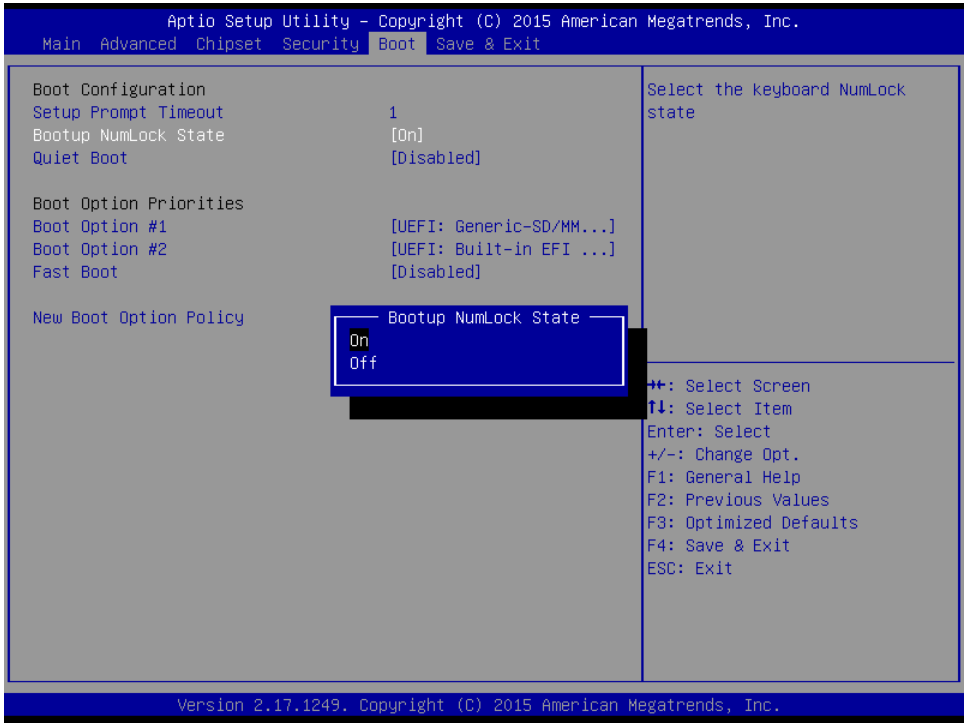 Aptio Setup Utility – Copyright (C) 2015 American Megatrends, Inc.
Main Advanced Chipset Security Boot Save & Exit
Boot Configuration
Setup Prompt Timeout 1
Bootup NumLock State [On]
Quiet Boot [Disabled]
Boot Option Priorities
Boot Option #1 [UEFI: Generic-SD/MM...]
Boot Option #2 [UEFI: Built-in EFI ...]
Fast Boot [Disabled]
New Boot Option Policy
Bootup NumLock State
On
Off
Select the keyboard NumLock
state
→←: Select Screen
↑↓: Select Item
Enter: Select
+/-: Change Opt.
F1: General Help
F2: Previous Values
F3: Optimized Defaults
F4: Save & Exit
ESC: Exit
Version 2.17.1249. Copyright (C) 2015 American Megatrends, Inc.